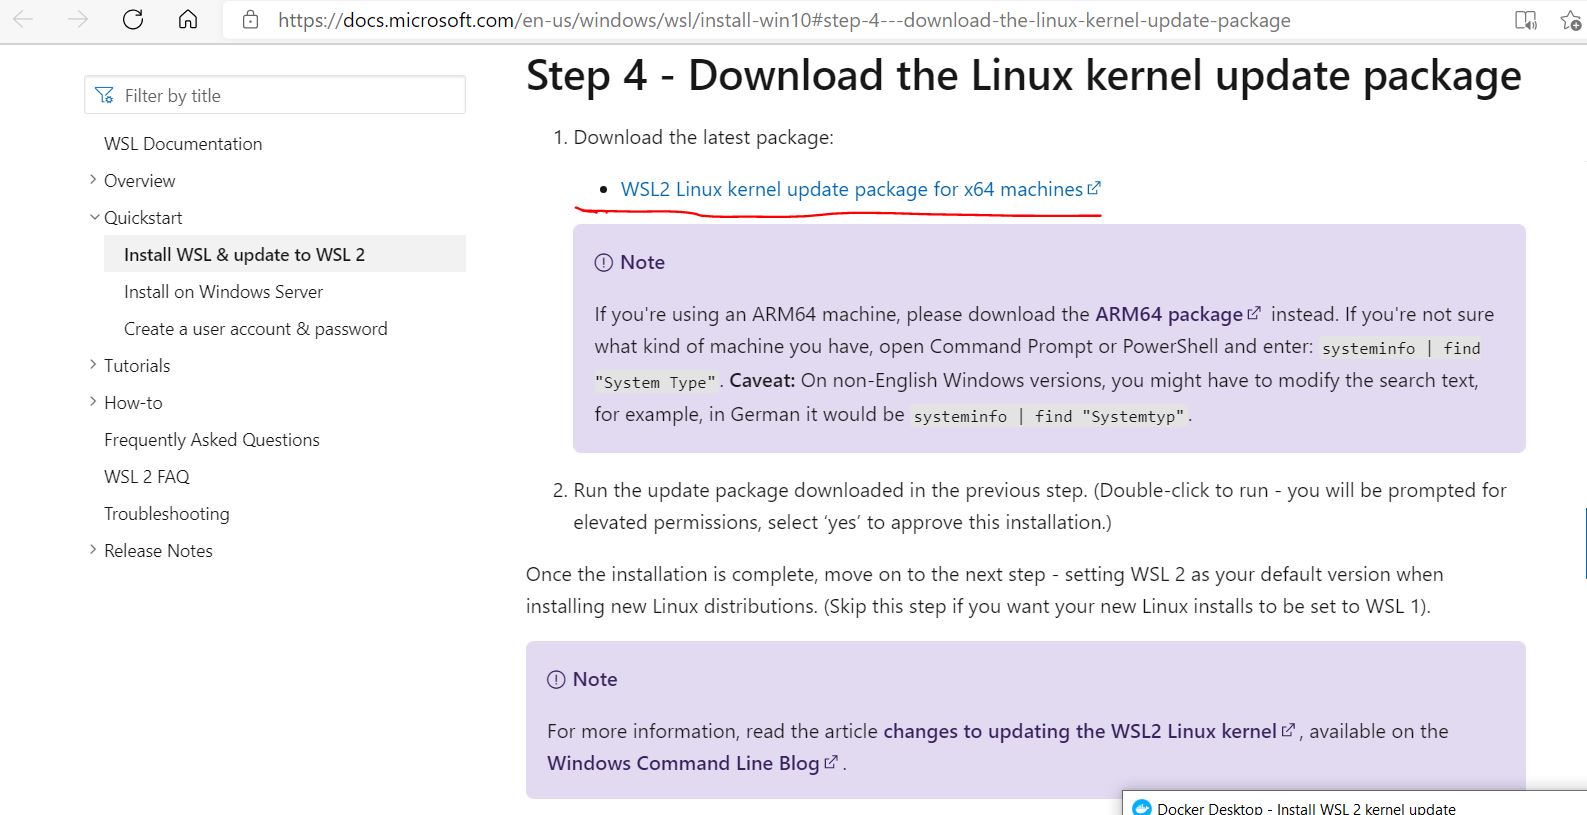 https://docs.microsoft.com/en-us/windows/wsl/install-win10#step-4---download-the-linux-kernel-update-package
Filter by title
WSL Documentation
Overview
Quickstart
Install WSL & update to WSL 2
Install on Windows Server
Create a user account & password
Tutorials
How-to
Frequently Asked Questions
WSL 2 FAQ
Troubleshooting
Release Notes
Step 4 - Download the Linux kernel update package
1. Download the latest package:
• WSL2 Linux kernel update package for x64 machines
Note
If you're using an ARM64 machine, please download the ARM64 package instead. If you're not sure
what kind of machine you have, open Command Prompt or PowerShell and enter: systeminfo | find
"System Type". Caveat: On non-English Windows versions, you might have to modify the search text,
for example, in German it would be systeminfo | find "Systemtyp".
2. Run the update package downloaded in the previous step. (Double-click to run - you will be prompted for
elevated permissions, select ‘yes’ to approve this installation.)
Once the installation is complete, move on to the next step - setting WSL 2 as your default version when
installing new Linux distributions. (Skip this step if you want your new Linux installs to be set to WSL 1).
Note
For more information, read the article changes to updating the WSL2 Linux kernel, available on the
Windows Command Line Blog.
Docker Desktop - Install WSL 2 kernel update